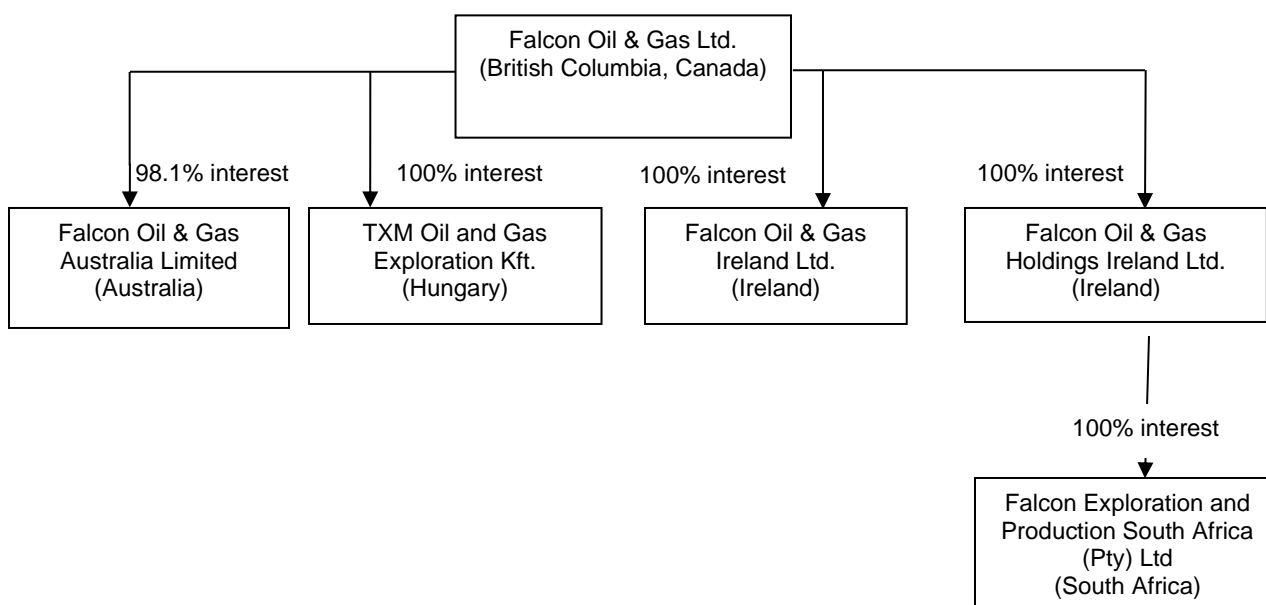 Falcon Oil & Gas Ltd.
(British Columbia, Canada)
98.1% interest
100% interest
100% interest
100% interest
Falcon Oil & Gas
Australia Limited
(Australia)
TXM Oil and Gas
Exploration Kft.
(Hungary)
Falcon Oil & Gas
Ireland Ltd.
(Ireland)
Falcon Oil & Gas
Holdings Ireland Ltd.
(Ireland)
100% interest
Falcon Exploration and
Production South Africa
(Pty) Ltd
(South Africa)